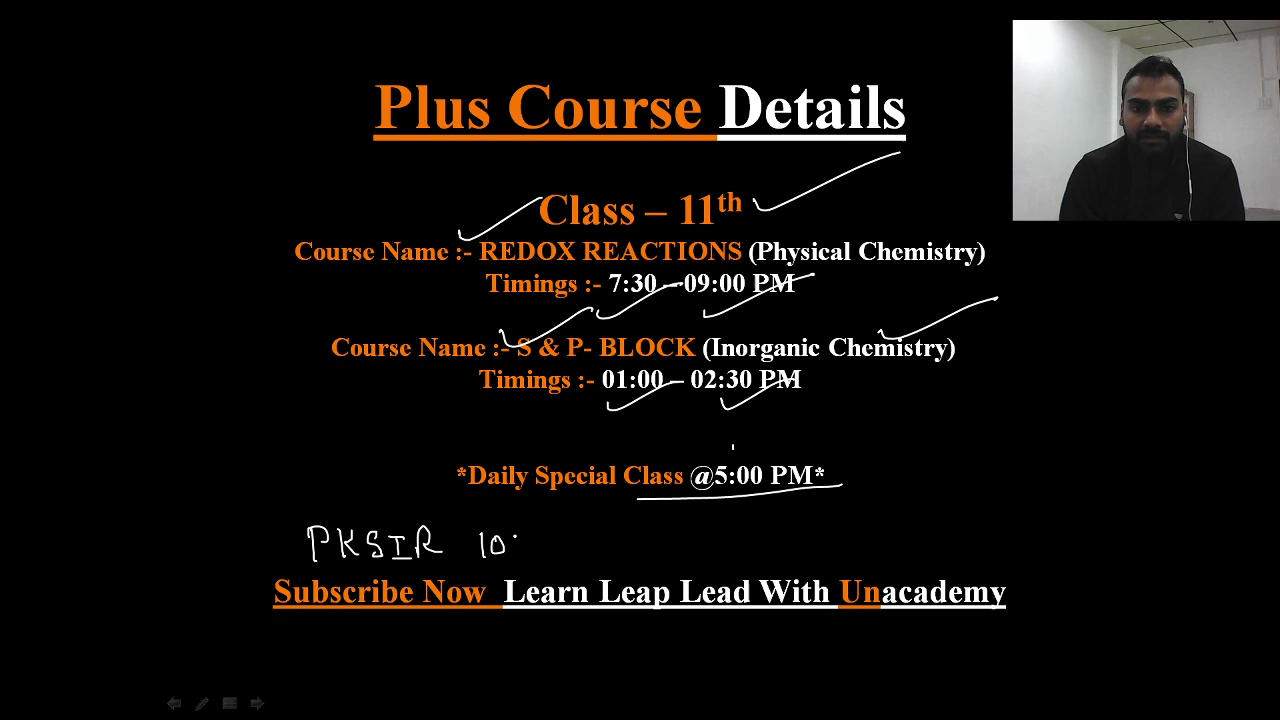 Plus Course Details
Class – 11th
Course Name :- REDOX REACTIONS (Physical Chemistry)
Timings :- 7:30 – 09:00 PM
Course Name :- S & P- BLOCK (Inorganic Chemistry)
Timings :- 01:00 – 02:30 PM
*Daily Special Class @5:00 PM*
PKSIR 10
Subscribe Now Learn Leap Lead With Unacademy